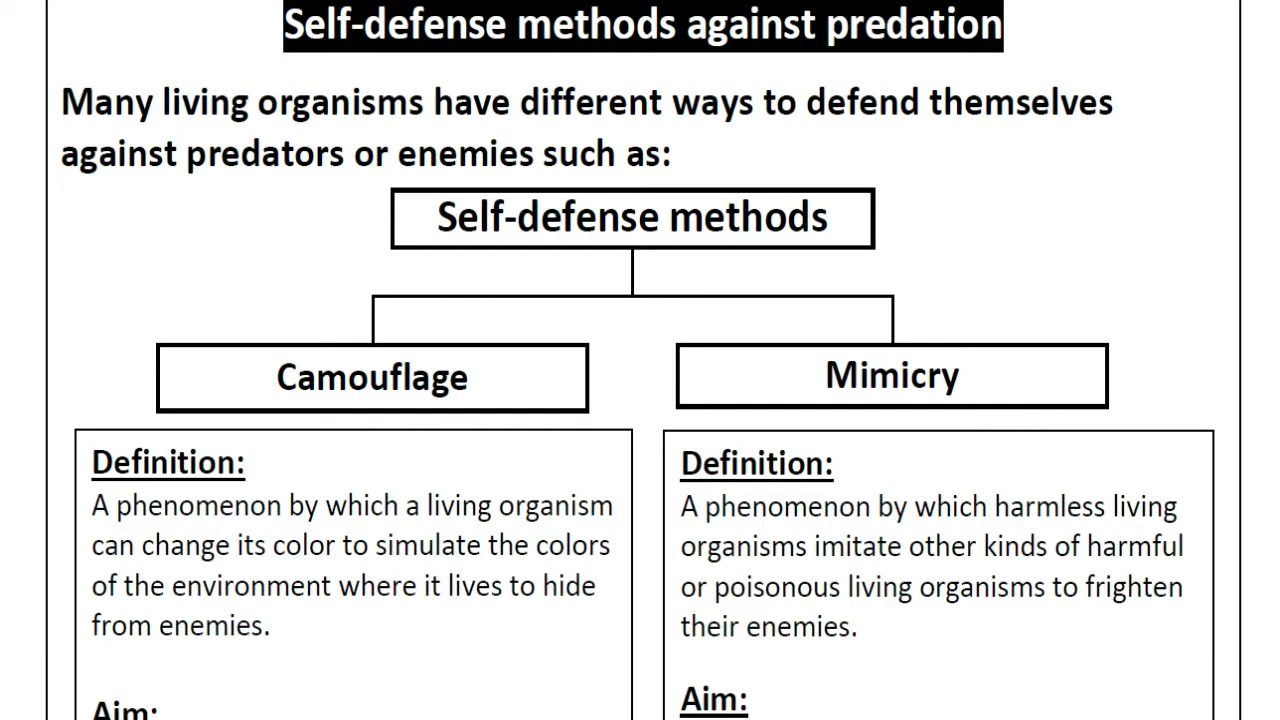 Self-defense methods against predation
Many living organisms have different ways to defend themselves
against predators or enemies such as:
Self-defense methods
Camouflage
Mimicry
Definition:
A phenomenon by which a living organism
can change its color to simulate the colors
of the environment where it lives to hide
from enemies.
Aim:
Definition:
A phenomenon by which harmless living
organisms imitate other kinds of harmful
or poisonous living organisms to frighten
their enemies.
Aim: